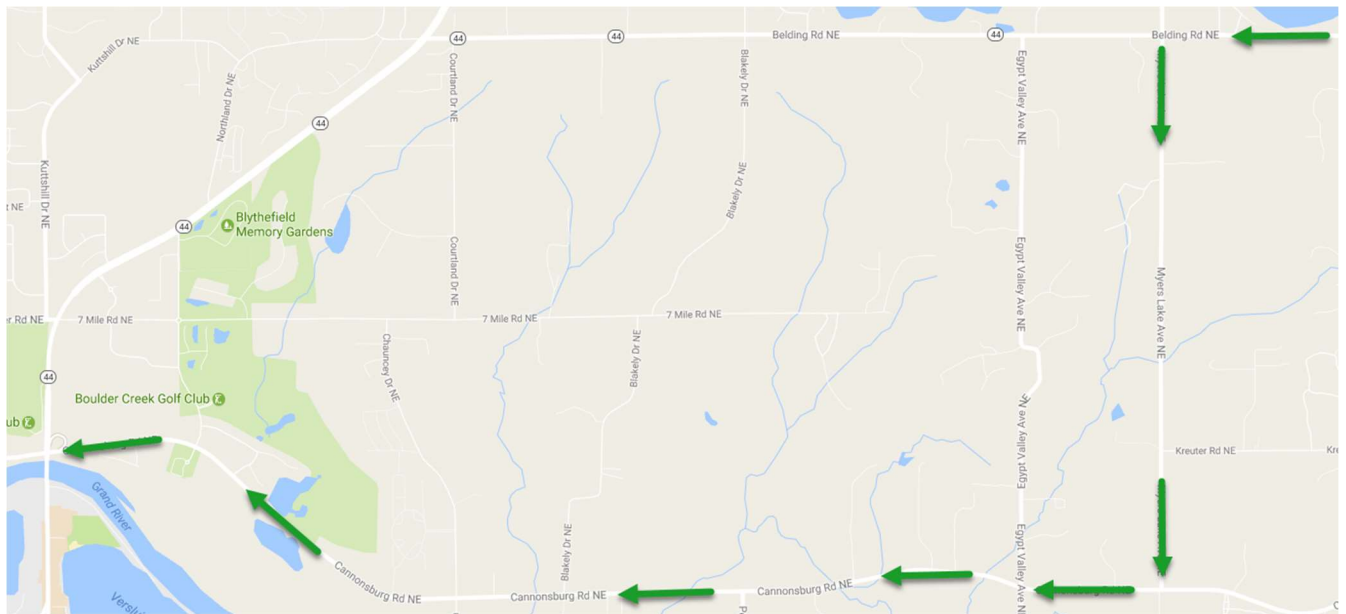 44
44
44
Belding Rd NE
Belding Rd NE
Kuttshill Dr NE
Northland Dr NE
Courtland Dr NE
Blakely Dr NE
Egypt Valley Ave NE
44
Kuttshill Dr NE
Blakely Dr NE
NE
44
Blythefield
Memory Gardens
Courtland Dr NE
Egypt Valley Ave NE
Myers Lake Ave NE
Rd NE
7 Mile Rd NE
7 Mile Rd NE
7 Mile Rd NE
Chauncey Dr NE
Blakely Dr NE
44
Boulder Creek Golf Club
Egypt Valley Ave NE
ub
Kreuter Rd NE
Kre
Grand River
Blakely Dr NE
Egypt Valley Ave NE
Cannonsburg Rd NE
Cannonsburg Rd NE
Cannonsburg Rd NE